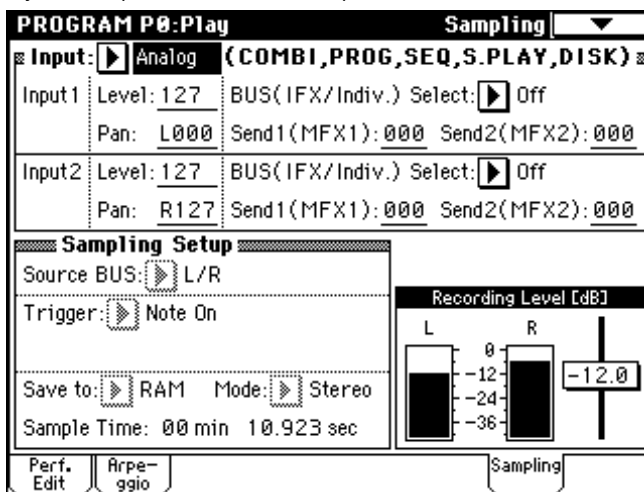 PROGRAM P0:Play Sampling
Input: Analog (COMBI,PROG,SEQ,S.PLAY,DISK)
Input1 Level: 127 BUS(IFX/Indiv.) Select: Off
Pan: L000 Send1(MFX1): 000 Send2(MFX2): 000
Input2 Level: 127 BUS(IFX/Indiv.) Select: Off
Pan: R127 Send1(MFX1): 000 Send2(MFX2): 000
Sampling Setup
Source BUS: L/R
Trigger: Note On
Save to: RAM Mode: Stereo
Sample Time: 00 min 10.923 sec
Recording Level [dB]
L R
0
-12
-24
-36
-12.0
Perf. Edit
Arpe-ggio
Sampling